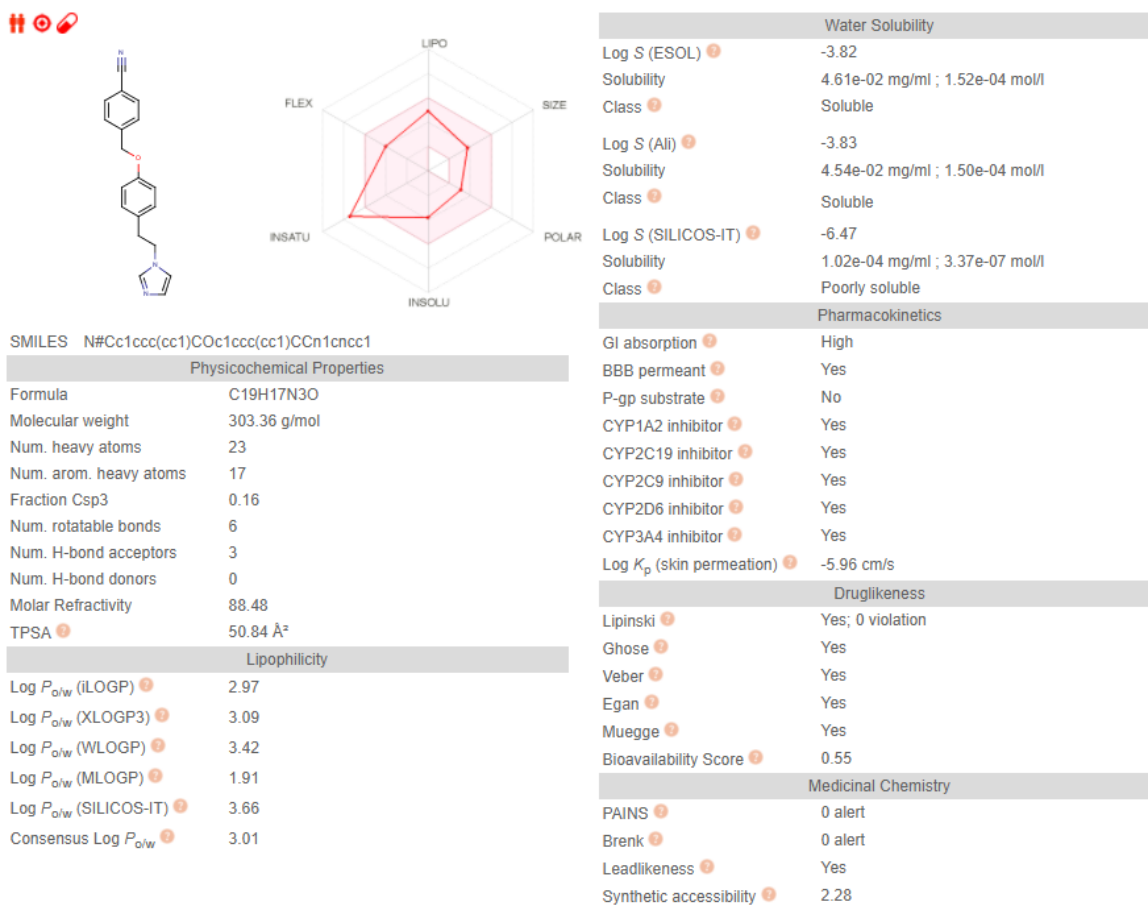 N
O
N
N
LIPO
FLEX
SIZE
INSATU
POLAR
INSOLU
SMILES N#Cc1ccc(cc1)COc1ccc(cc1)CCn1cncc1
Physicochemical Properties
Formula C19H17N3O
Molecular weight 303.36 g/mol
Num. heavy atoms 23
Num. arom. heavy atoms 17
Fraction Csp3 0.16
Num. rotatable bonds 6
Num. H-bond acceptors 3
Num. H-bond donors 0
Molar Refractivity 88.48
TPSA ? 50.84 Å²
Lipophilicity
Log Po/w (iLOGP) ? 2.97
Log Po/w (XLOGP3) ? 3.09
Log Po/w (WLOGP) ? 3.42
Log Po/w (MLOGP) ? 1.91
Log Po/w (SILICOS-IT) ? 3.66
Consensus Log Po/w ? 3.01
Water Solubility
Log S (ESOL) ? -3.82
Solubility 4.61e-02 mg/ml ; 1.52e-04 mol/l
Class ? Soluble
Log S (Ali) ? -3.83
Solubility 4.54e-02 mg/ml ; 1.50e-04 mol/l
Class ? Soluble
Log S (SILICOS-IT) ? -6.47
Solubility 1.02e-04 mg/ml ; 3.37e-07 mol/l
Class ? Poorly soluble
Pharmacokinetics
GI absorption ? High
BBB permeant ? Yes
P-gp substrate ? No
CYP1A2 inhibitor ? Yes
CYP2C19 inhibitor ? Yes
CYP2C9 inhibitor ? Yes
CYP2D6 inhibitor ? Yes
CYP3A4 inhibitor ? Yes
Log Kp (skin permeation) ? -5.96 cm/s
Druglikeness
Lipinski ? Yes; 0 violation
Ghose ? Yes
Veber ? Yes
Egan ? Yes
Muegge ? Yes
Bioavailability Score ? 0.55
Medicinal Chemistry
PAINS ? 0 alert
Brenk ? 0 alert
Leadlikeness ? Yes
Synthetic accessibility ? 2.28